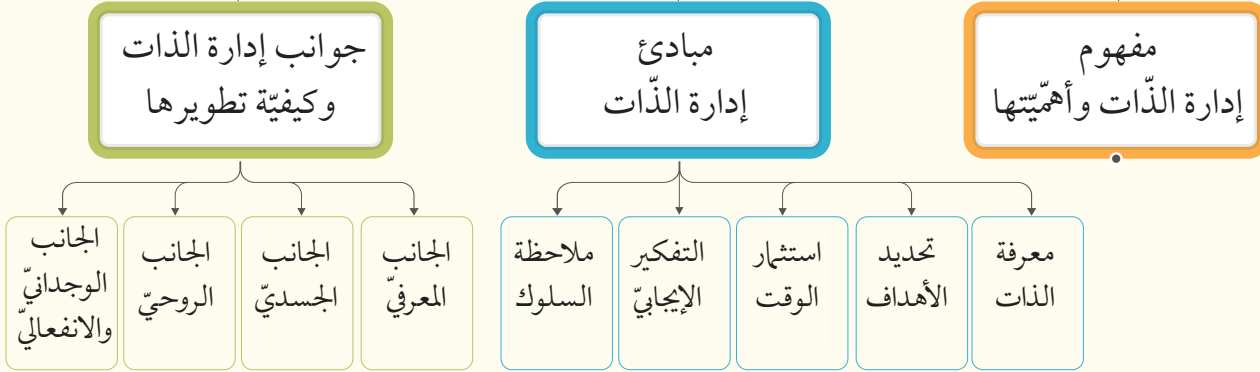 مفهوم
إدارة الذّات وأهمّيّتها
مبادئ
إدارة الذّات
جوانب إدارة الذات
وكيفيّة تطويرها
معرفة
الذات
تحديد
الأهداف
استثمار
الوقت
التفكير
الإيجابيّ
ملاحظة
السلوك
الجانب
المعرفيّ
الجانب
الجسديّ
الجانب
الروحيّ
الجانب
الوجدانيّ
والانفعاليّ